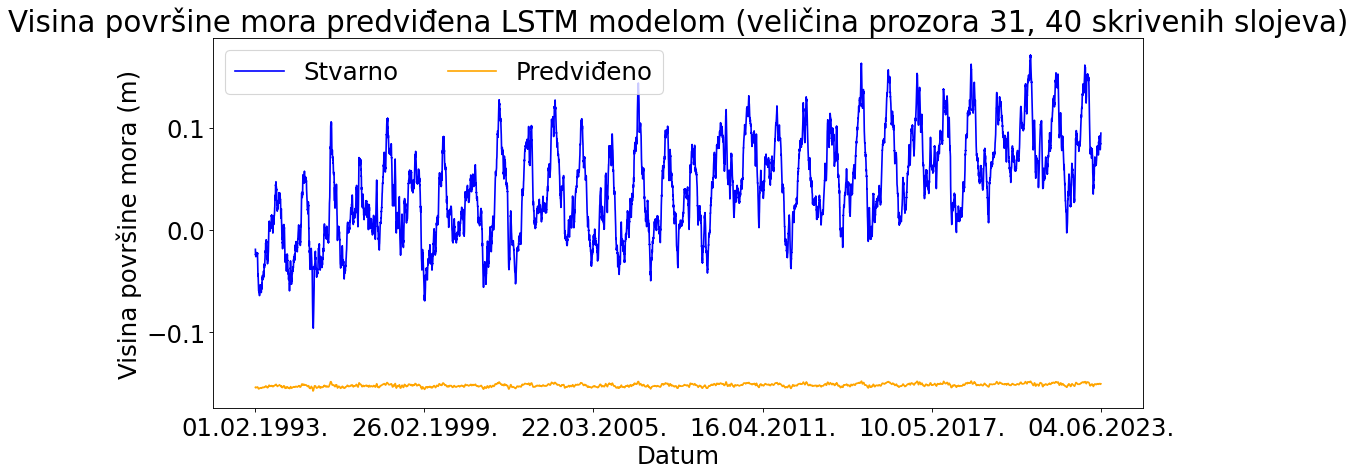 Visina površine mora predviđena LSTM modelom (veličina prozora 31, 40 skrivenih slojeva)
Stvarno
Predviđeno
Visina površine mora (m)
0.1
0.0
−0.1
01.02.1993.
26.02.1999.
22.03.2005.
16.04.2011.
10.05.2017.
04.06.2023.
Datum